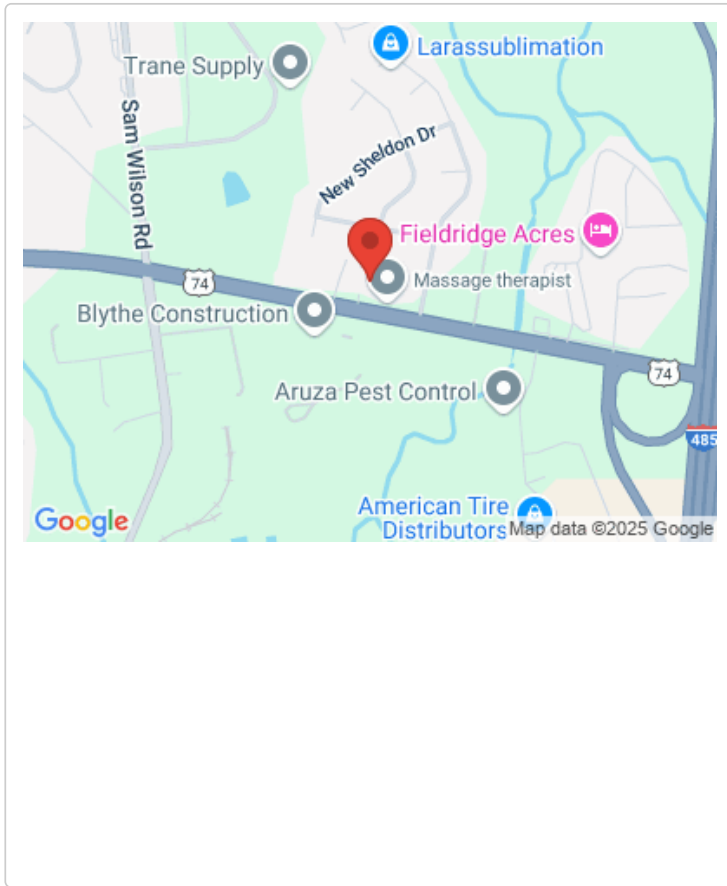 Larassublimation
Trane Supply
Sam Wilson Rd
New Sheldon Dr
Fieldridge Acres
74
Massage therapist
Blythe Construction
74
Aruza Pest Control
485
American Tire
Distributors
Google
Map data ©2025 Google